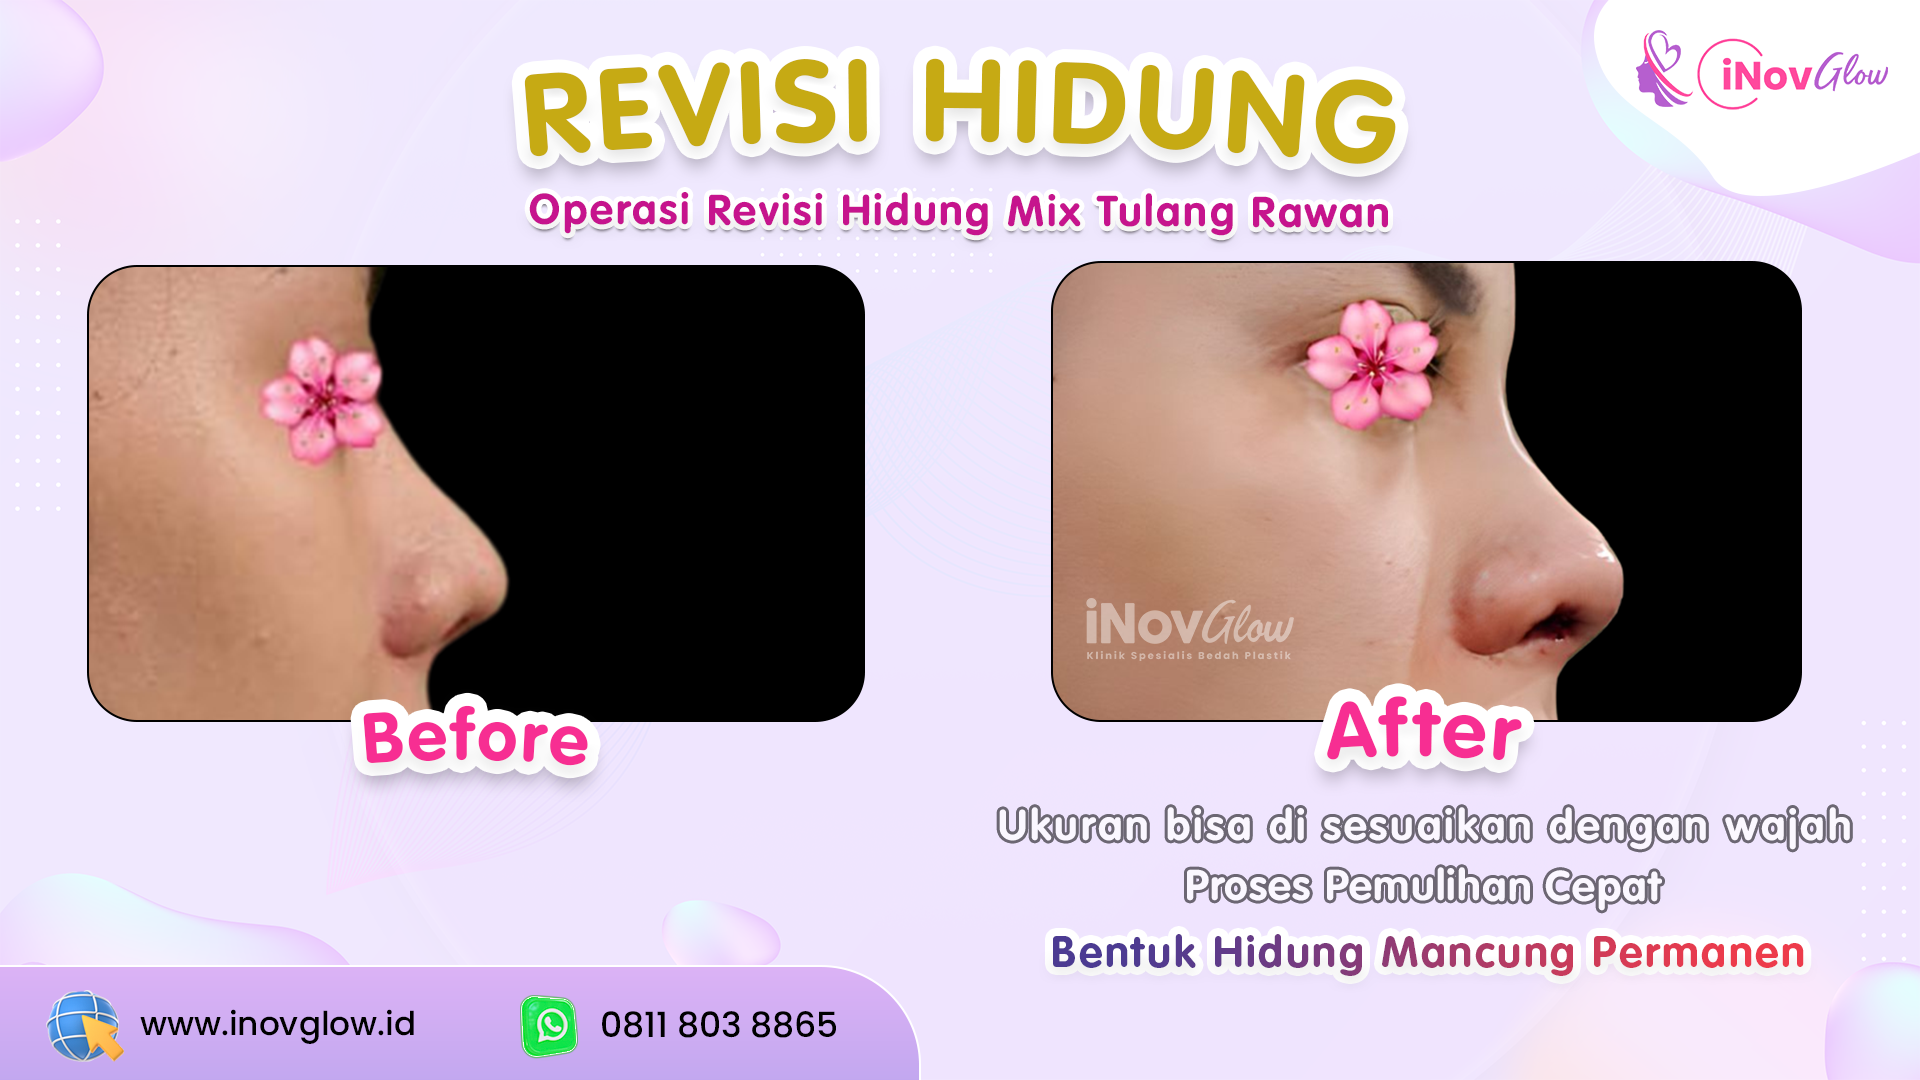 REVISI HIDUNG
iNovGlow
Operasi Revisi Hidung Mix Tulang Rawan
iNovGlow
Klinik Spesialis Bedah Plastik
Before
After
Ukuran bisa di sesuaikan dengan wajah
Proses Pemulihan Cepat
Bentuk Hidung Mancung Permanen
www.inovglow.id
0811 803 8865